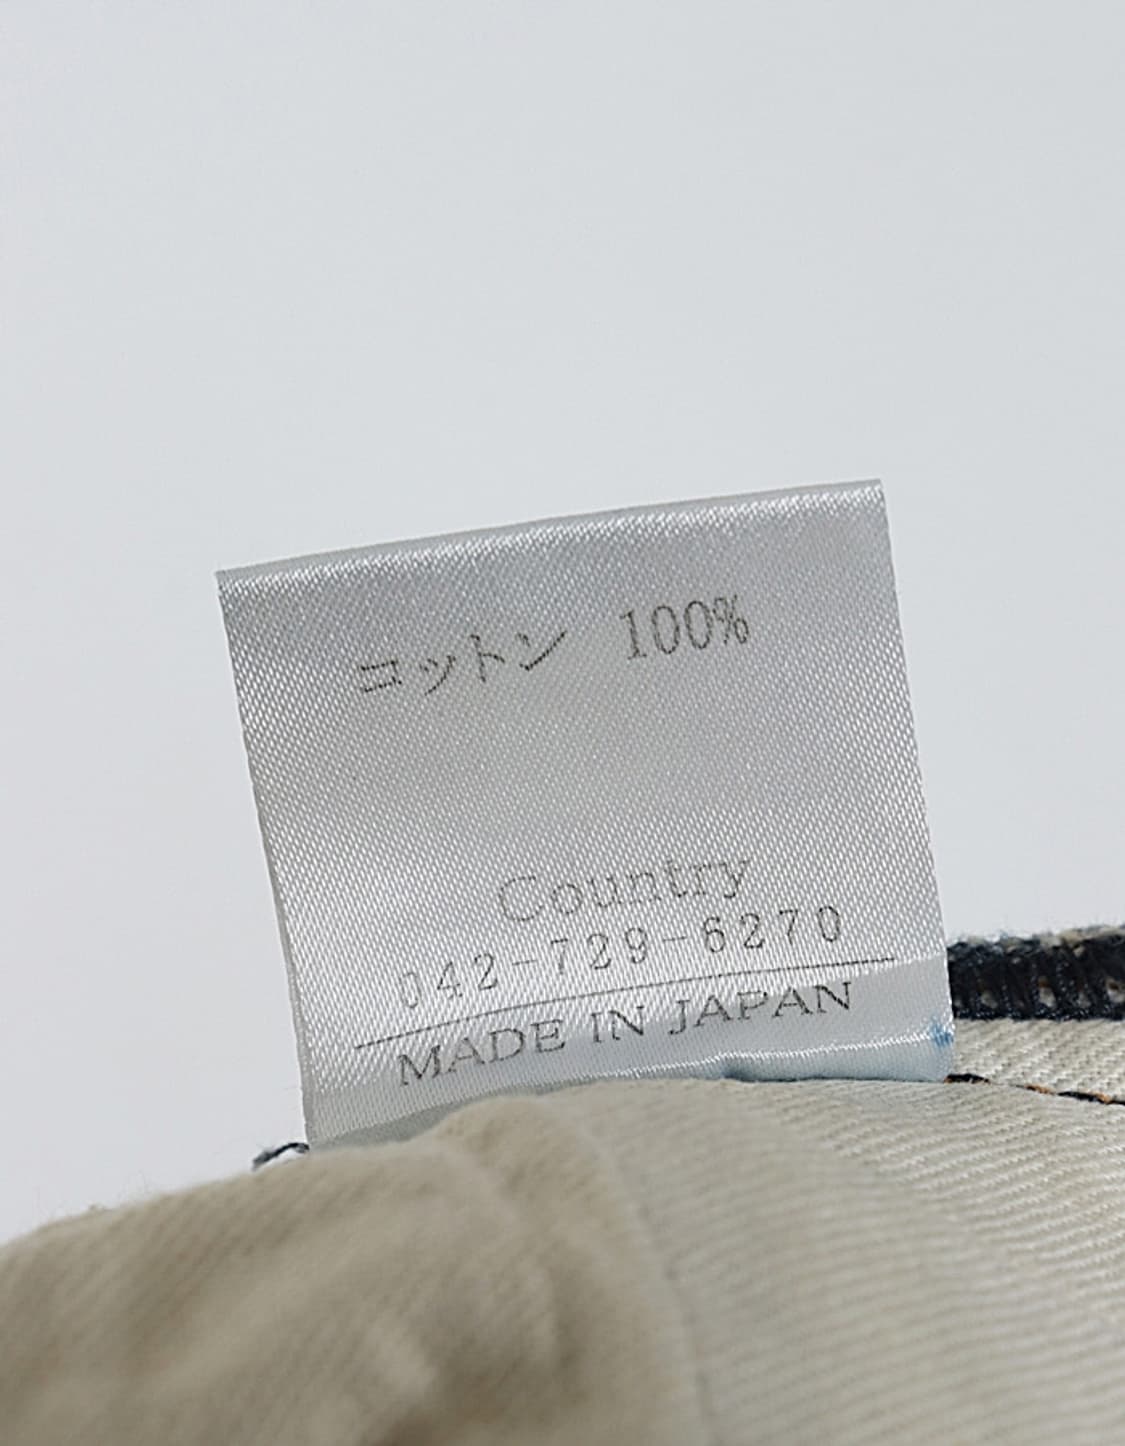 コットン 100%
Country
042-729-6270
MADE IN JAPAN